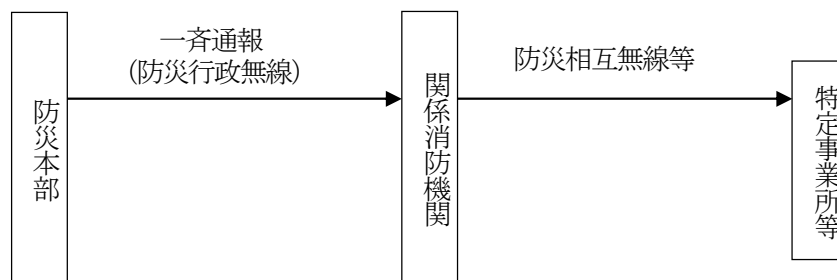 防災本部
一斉通報
(防災行政無線)
関係消防機関
防災相互無線等
特定事業所等